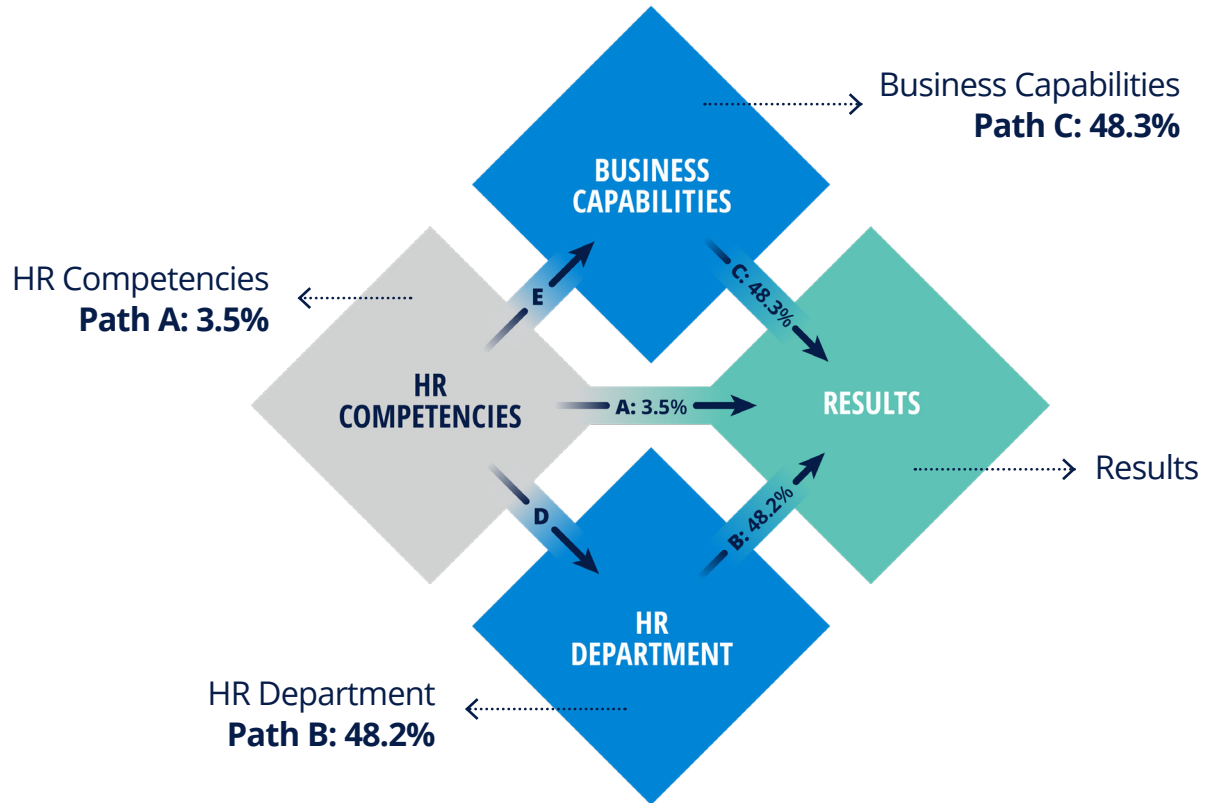 Business Capabilities
Path C: 48.3%
BUSINESS
CAPABILITIES
HR Competencies
Path A: 3.5%
E
C: 48.3%
HR
COMPETENCIES
A: 3.5%
RESULTS
Results
D
B: 48.2%
HR
DEPARTMENT
HR Department
Path B: 48.2%